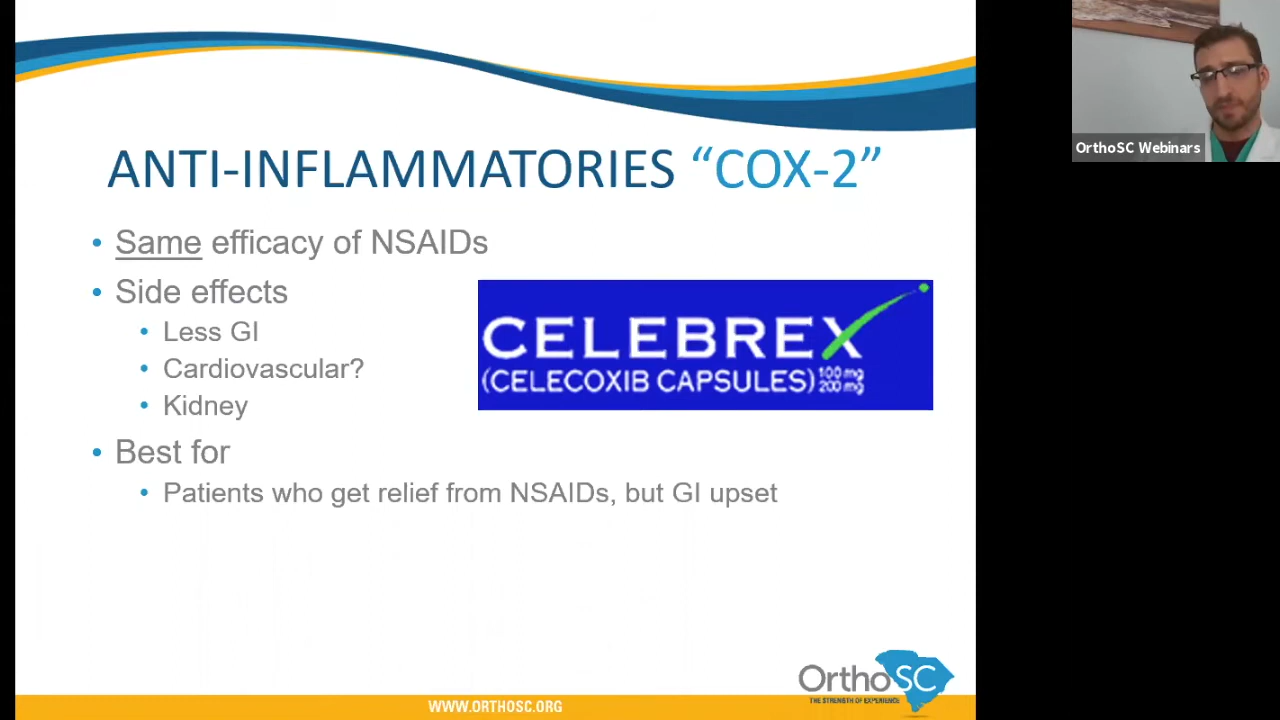 ANTI-INFLAMMATORIES “COX-2”
• Same efficacy of NSAIDs
• Side effects
• Less GI
• Cardiovascular?
• Kidney
• Best for
• Patients who get relief from NSAIDs, but GI upset
CELEBREX
(CELECOXIB CAPSULES) 100 mg
200 mg
OrthoSC
THE STRENGTH OF EXPERIENCE
WWW.ORTHOSC.ORG
OrthoSC Webinars